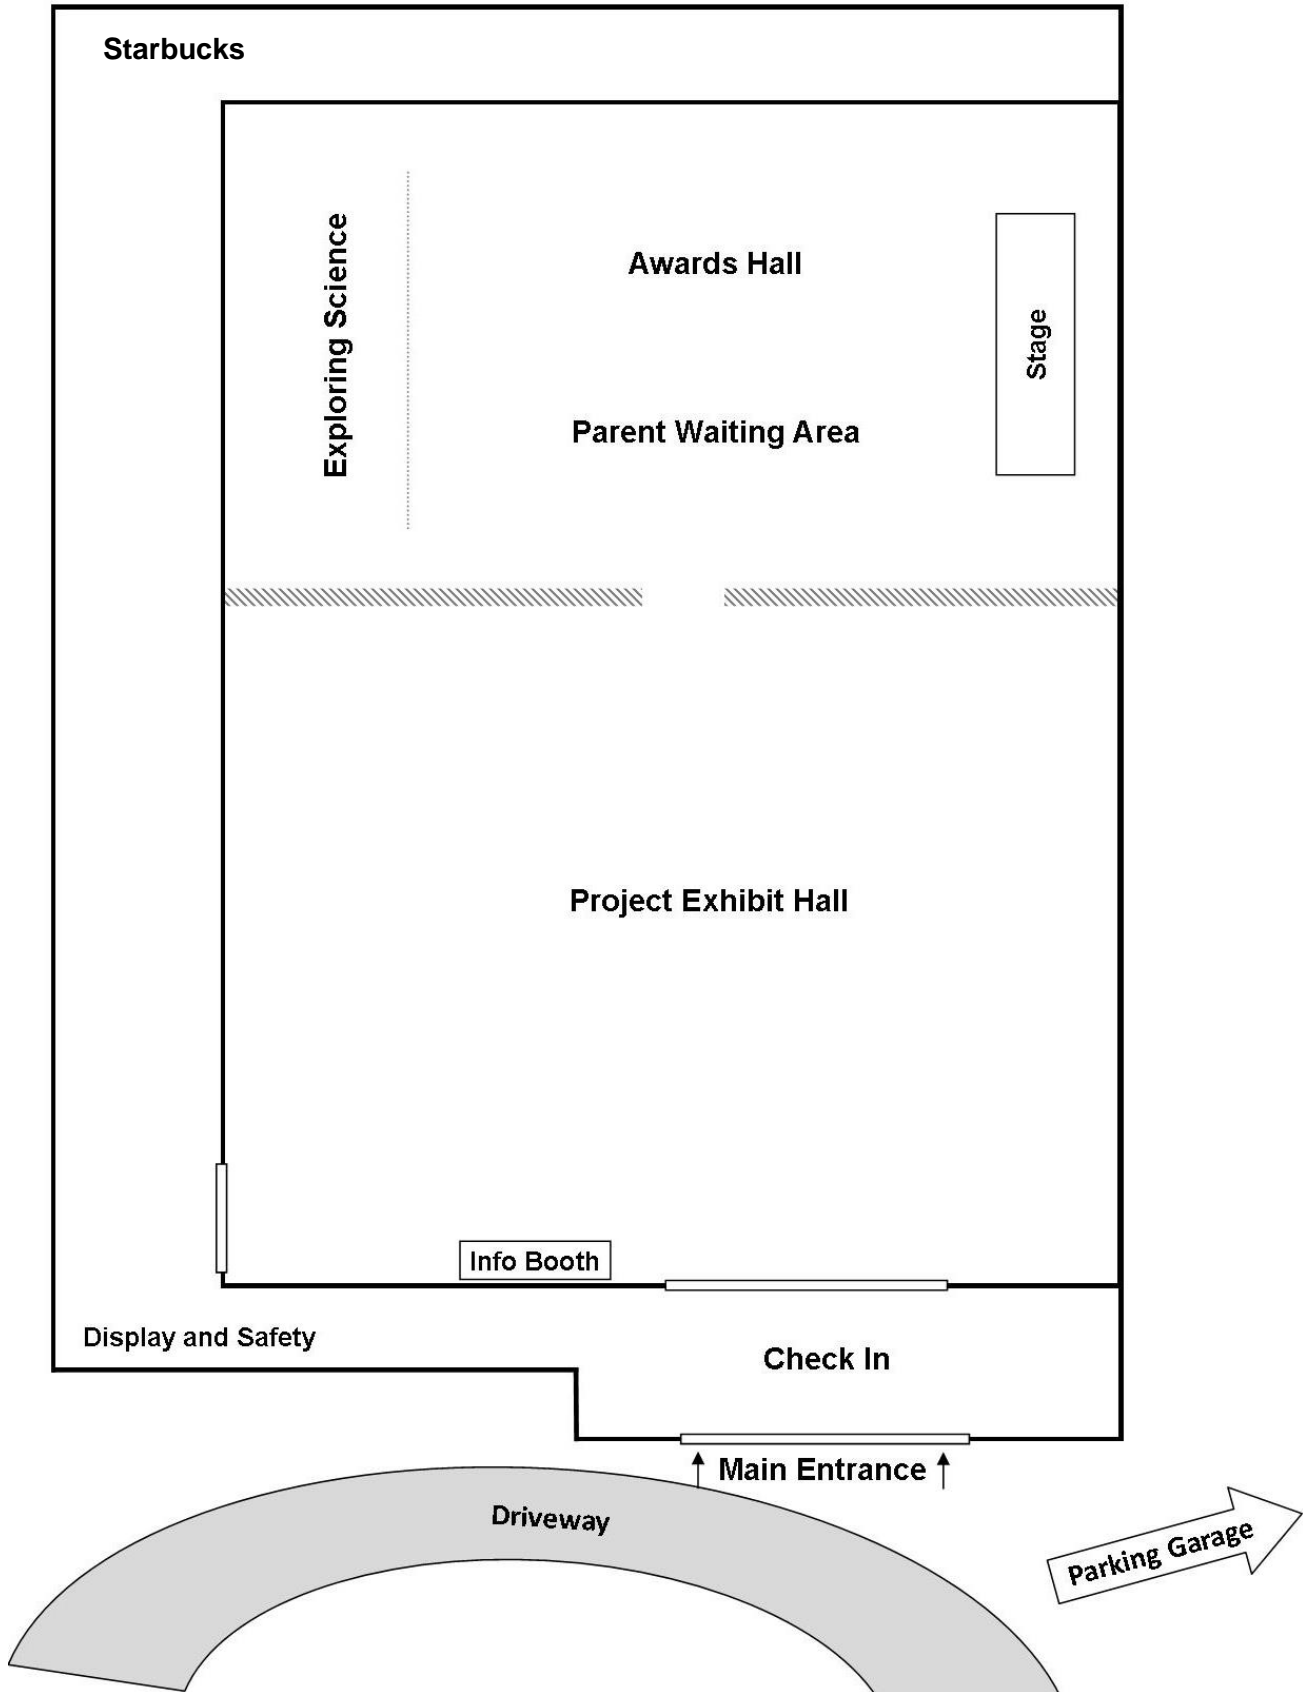 Starbucks
Exploring Science
Awards Hall
Stage
Parent Waiting Area
Project Exhibit Hall
Info Booth
Display and Safety
Check In
Main Entrance
Driveway
Parking Garage